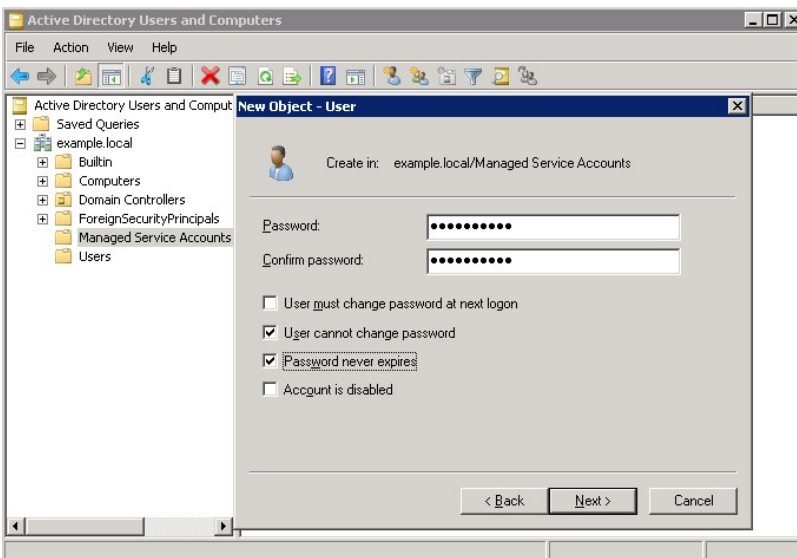 Active Directory Users and Computers
File Action View Help
Active Directory Users and Comput
Saved Queries
example.local
Builtin
Computers
Domain Controllers
ForeignSecurityPrincipals
Managed Service Accounts
Users
New Object - User
Create in: example.local/Managed Service Accounts
Password: ●●●●●●●●●●
Confirm password: ●●●●●●●●●●
User must change password at next logon
User cannot change password
Password never expires
Account is disabled
< Back Next > Cancel